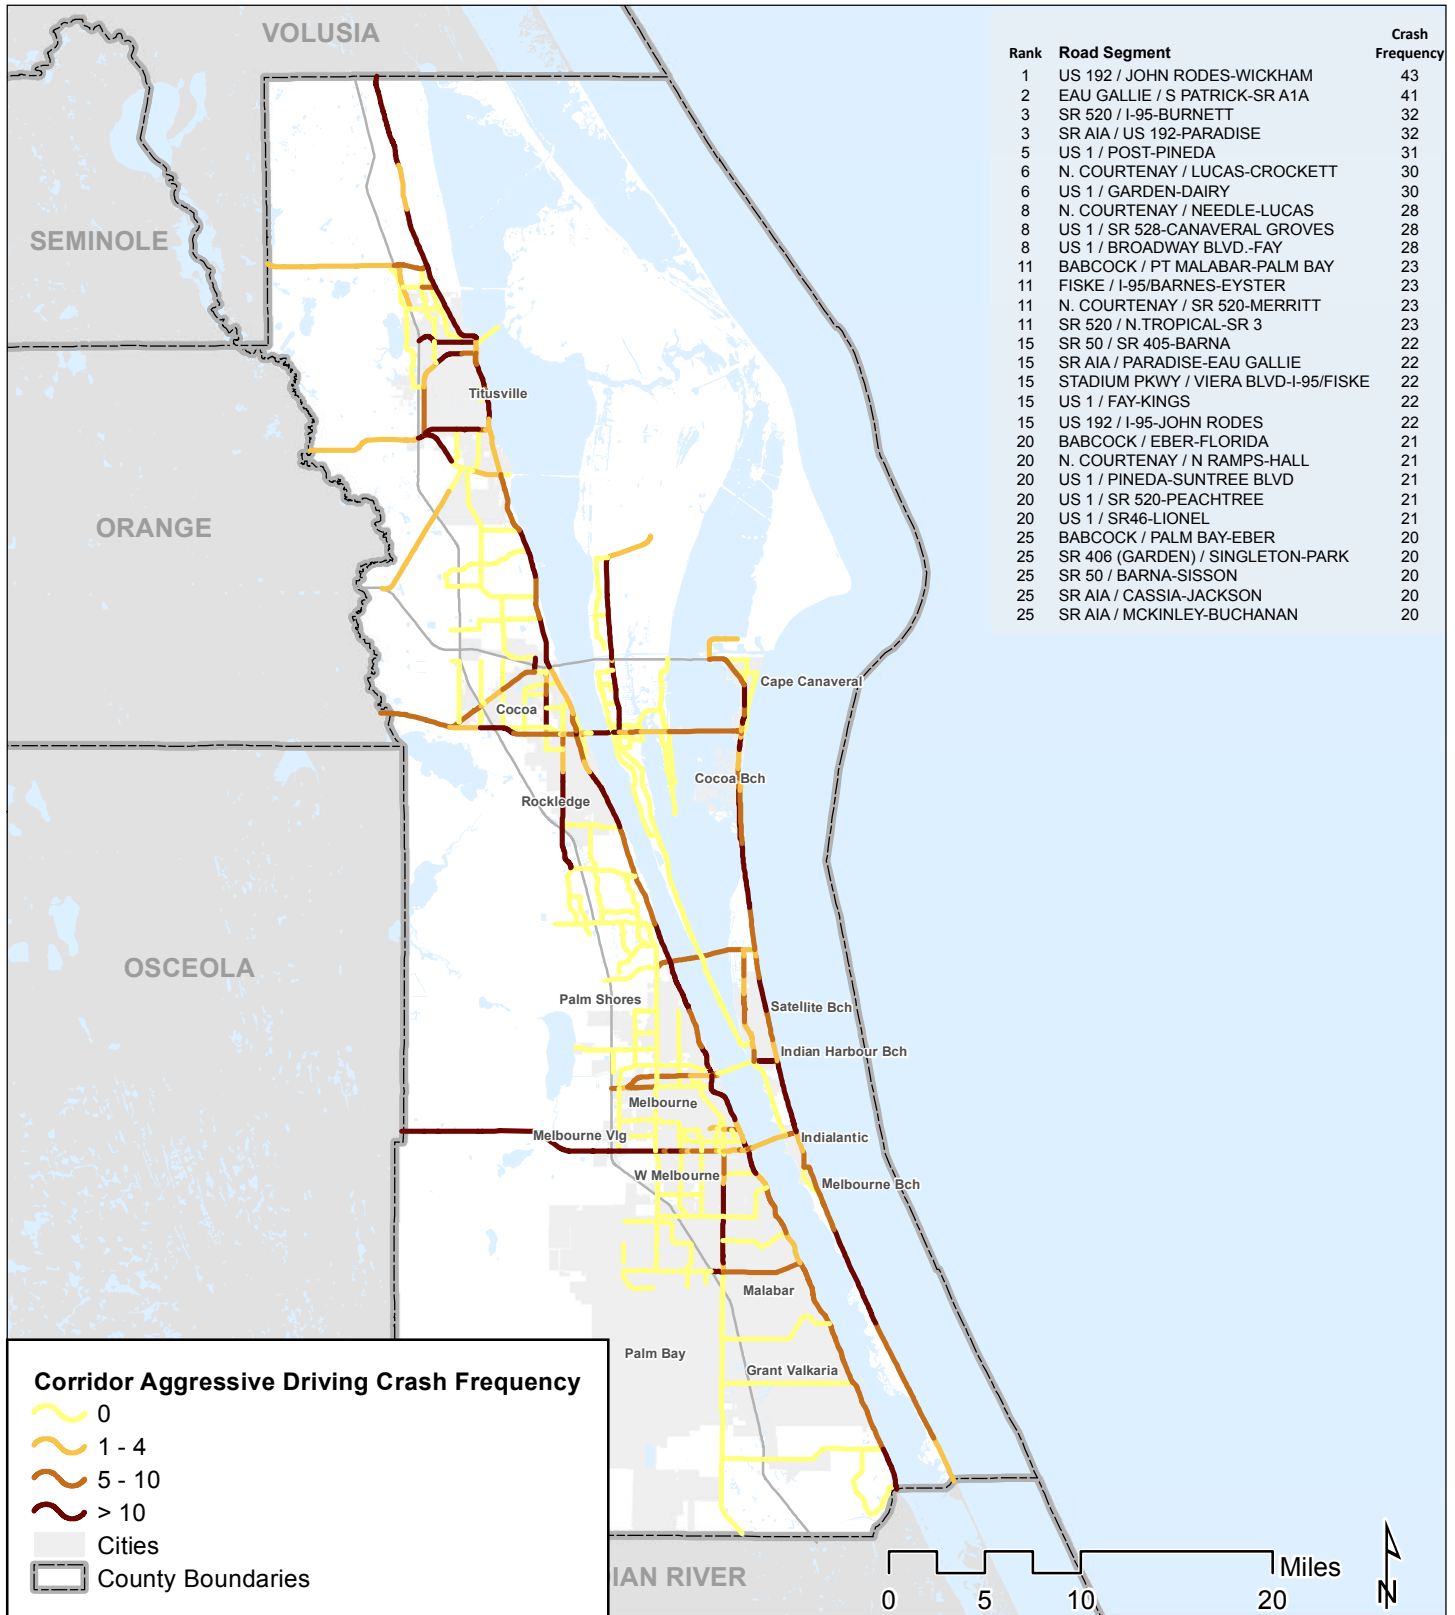 VOLUSIA
SEMINOLE
ORANGE
OSCEOLA
IAN RIVER
Crash
Rank Road Segment Frequency
1 US 192 / JOHN RODES-WICKHAM 43
2 EAU GALLIE / S PATRICK-SR A1A 41
3 SR 520 / I-95-BURNETT 32
3 SR AIA / US 192-PARADISE 32
5 US 1 / POST-PINEDA 31
6 N. COURTENAY / LUCAS-CROCKETT 30
6 US 1 / GARDEN-DAIRY 30
8 N. COURTENAY / NEEDLE-LUCAS 28
8 US 1 / SR 528-CANAVERAL GROVES 28
8 US 1 / BROADWAY BLVD.-FAY 28
11 BABCOCK / PT MALABAR-PALM BAY 23
11 FISKE / I-95/BARNES-EYSTER 23
11 N. COURTENAY / SR 520-MERRITT 23
11 SR 520 / N.TROPICAL-SR 3 23
15 SR 50 / SR 405-BARNA 22
15 SR AIA / PARADISE-EAU GALLIE 22
15 STADIUM PKWY / VIERA BLVD-I-95/FISKE 22
15 US 1 / FAY-KINGS 22
15 US 192 / I-95-JOHN RODES 22
20 BABCOCK / EBER-FLORIDA 21
20 N. COURTENAY / N RAMPS-HALL 21
20 US 1 / PINEDA-SUNTREE BLVD 21
20 US 1 / SR 520-PEACHTREE 21
20 US 1 / SR46-LIONEL 21
25 BABCOCK / PALM BAY-EBER 20
25 SR 406 (GARDEN) / SINGLETON-PARK 20
25 SR 50 / BARNA-SISSON 20
25 SR AIA / CASSIA-JACKSON 20
25 SR AIA / MCKINLEY-BUCHANAN 20
Titusville
Cape Canaveral
Cocoa
Cocoa Bch
Rockledge
Palm Shores
Satellite Bch
Indian Harbour Bch
Melbourne
Melbourne Vlg
Indialantic
W Melbourne
Melbourne Bch
Malabar
Palm Bay
Grant Valkaria
Corridor Aggressive Driving Crash Frequency
0
1 - 4
5 - 10
> 10
Cities
County Boundaries
Miles
0 5 10 20
N